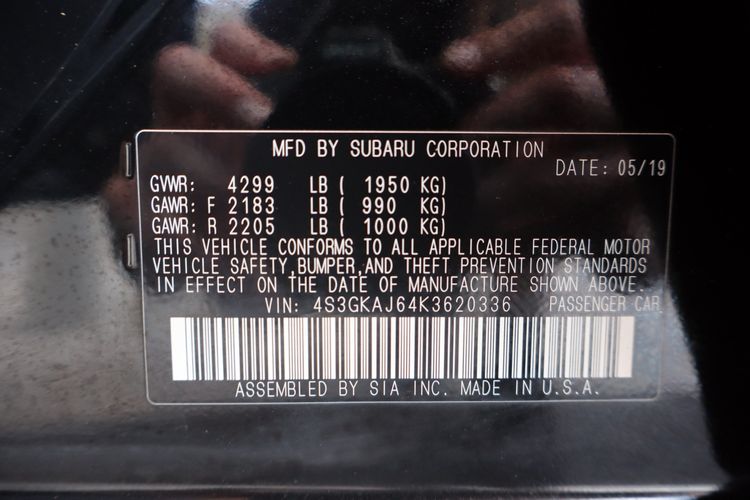 MFD BY SUBARU CORPORATION
DATE: 05/19
GVWR: 4299 LB ( 1950 KG)
GAWR: F 2183 LB ( 990 KG)
GAWR: R 2205 LB ( 1000 KG)
THIS VEHICLE CONFORMS TO ALL APPLICABLE FEDERAL MOTOR
VEHICLE SAFETY,BUMPER,AND THEFT PREVENTION STANDARDS
IN EFFECT ON THE DATE OF MANUFACTURE SHOWN ABOVE.
VIN: 4S3GKAJ64K3620336 PASSENGER CAR
ASSEMBLED BY SIA INC. MADE IN U.S.A.